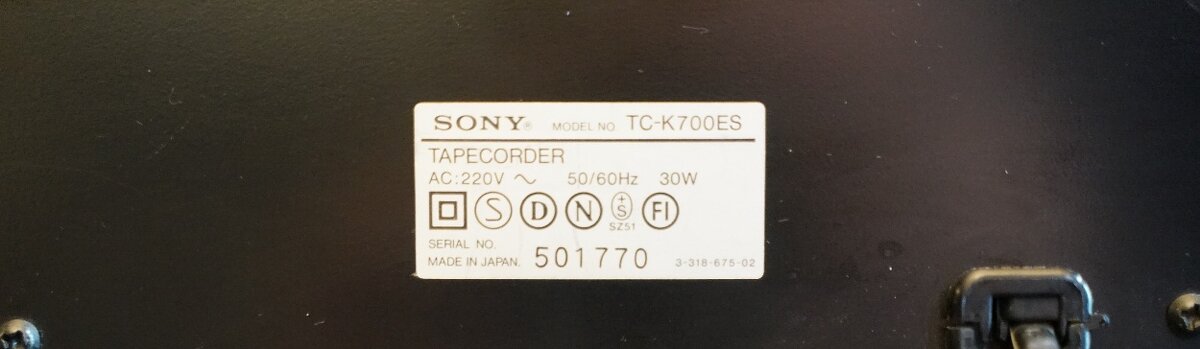 SONY® MODEL NO. TC-K700ES
TAPECORDER
AC:220V ~ 50/60Hz 30W
S D N +S FI
SZ51
SERIAL NO.
MADE IN JAPAN. 501770 3-318-675-02